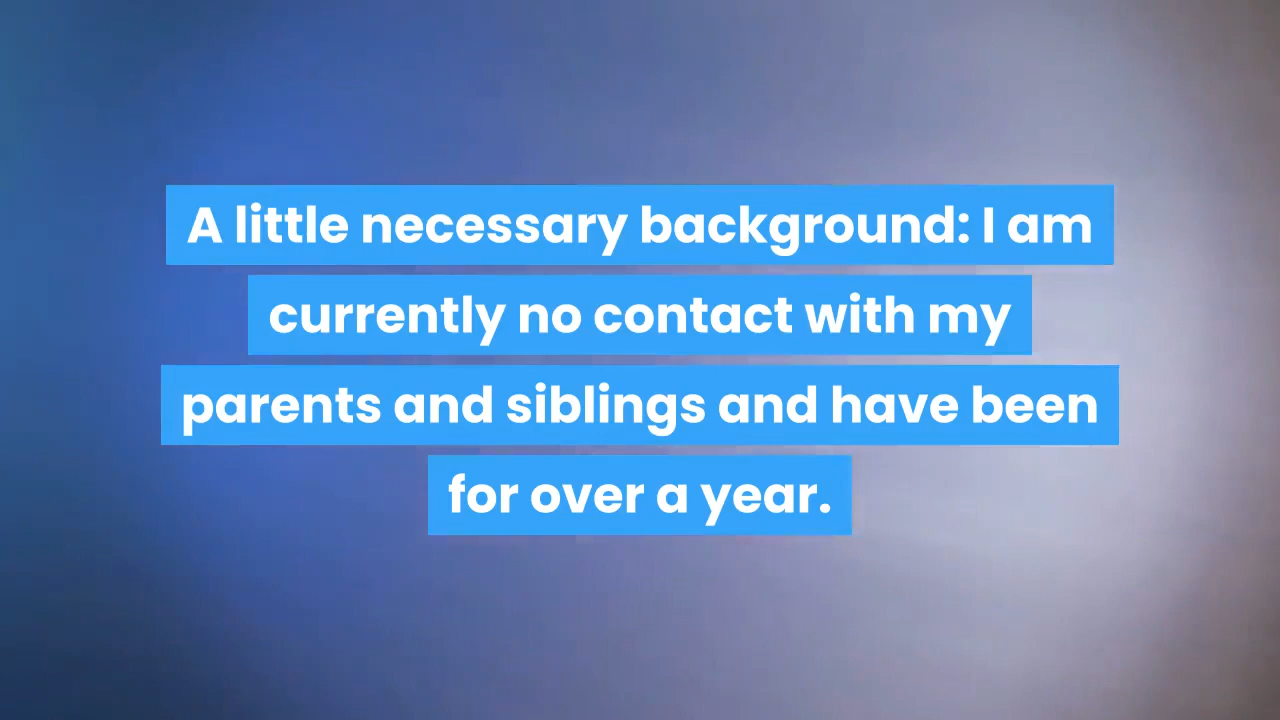 A little necessary background: I am
currently no contact with my
parents and siblings and have been
for over a year.